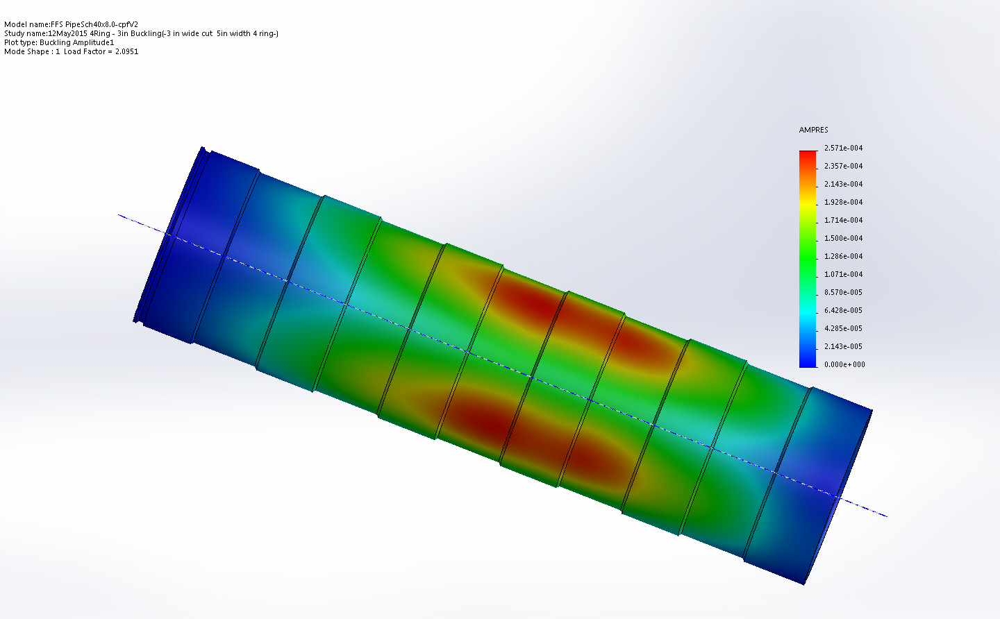 Model name:FFS PipeSch40x8.0-cpfV2
Study name:12May2015 4Ring - 3in Buckling(-3 in wide cut  5in width 4 ring-)
Plot type: Buckling Amplitude1
Mode Shape : 1  Load Factor = 2.0951
AMPRES
2.571e-004
2.357e-004
2.143e-004
1.928e-004
1.714e-004
1.500e-004
1.286e-004
1.071e-004
8.570e-005
6.428e-005
4.285e-005
2.143e-005
0.000e+000